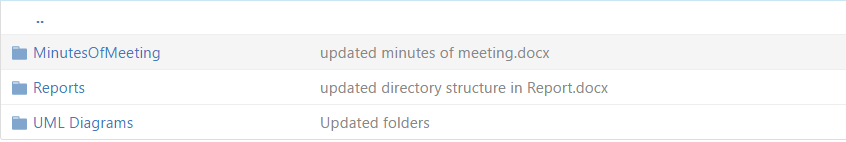 ..
MinutesOfMeeting updated minutes of meeting.docx
Reports updated directory structure in Report.docx
UML Diagrams Updated folders